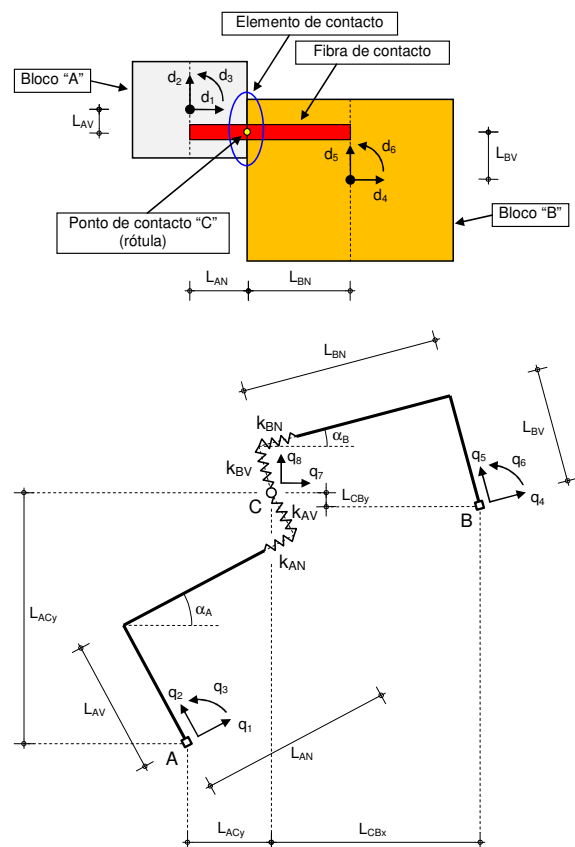 Elemento de contacto
Fibra de contacto
Bloco “A”
d2
d3
d1
LAV
d5
d6
d4
LBV
Ponto de contacto “C”
(rótula)
Bloco “B”
LAN
LBN
LBN
LBV
kBN
αB
kBV
q8
q7
q5
q6
q4
C
LCBy
B
kAV
kAN
LACy
αA
LAV
q2
q3
q1
A
LAN
LACy
LCBx